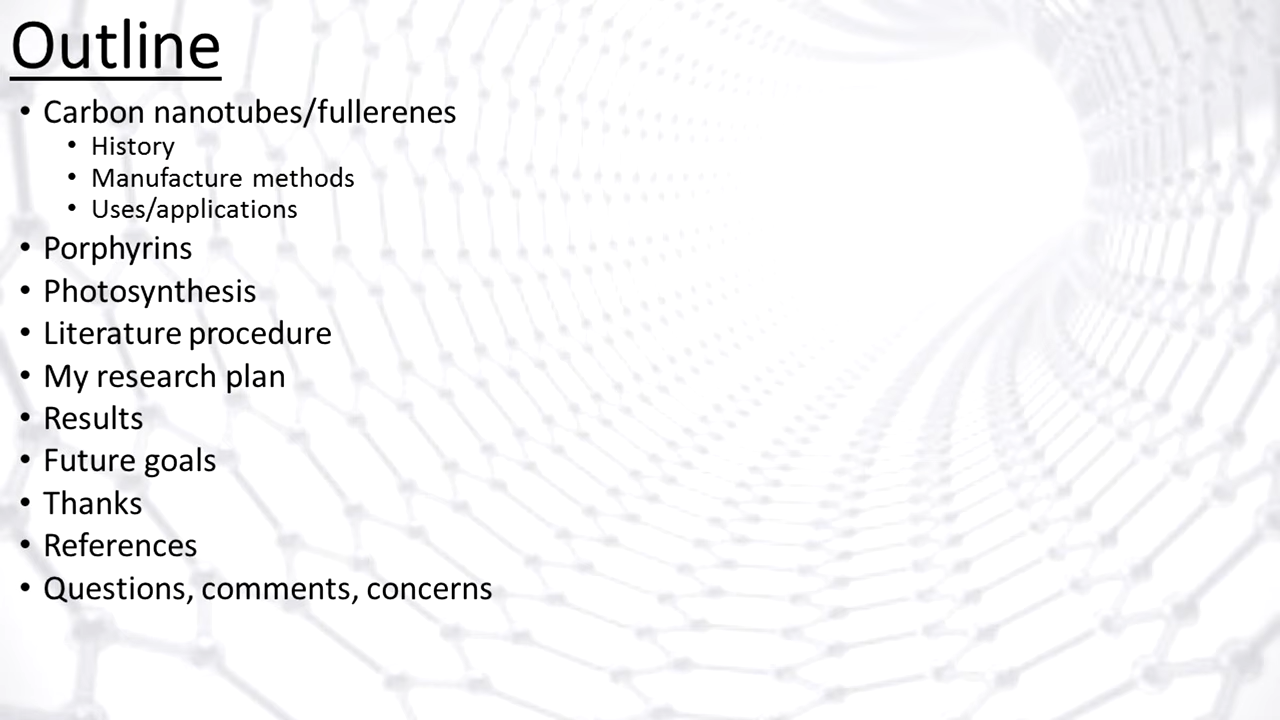 Outline
• Carbon nanotubes/fullerenes
• History
• Manufacture methods
• Uses/applications
• Porphyrins
• Photosynthesis
• Literature procedure
• My research plan
• Results
• Future goals
• Thanks
• References
• Questions, comments, concerns